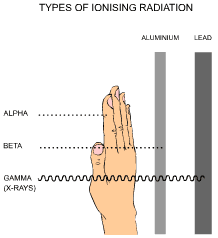 TYPES OF IONISING RADIATION
ALUMINIUM LEAD
ALPHA
BETA
GAMMA
(X-RAYS)